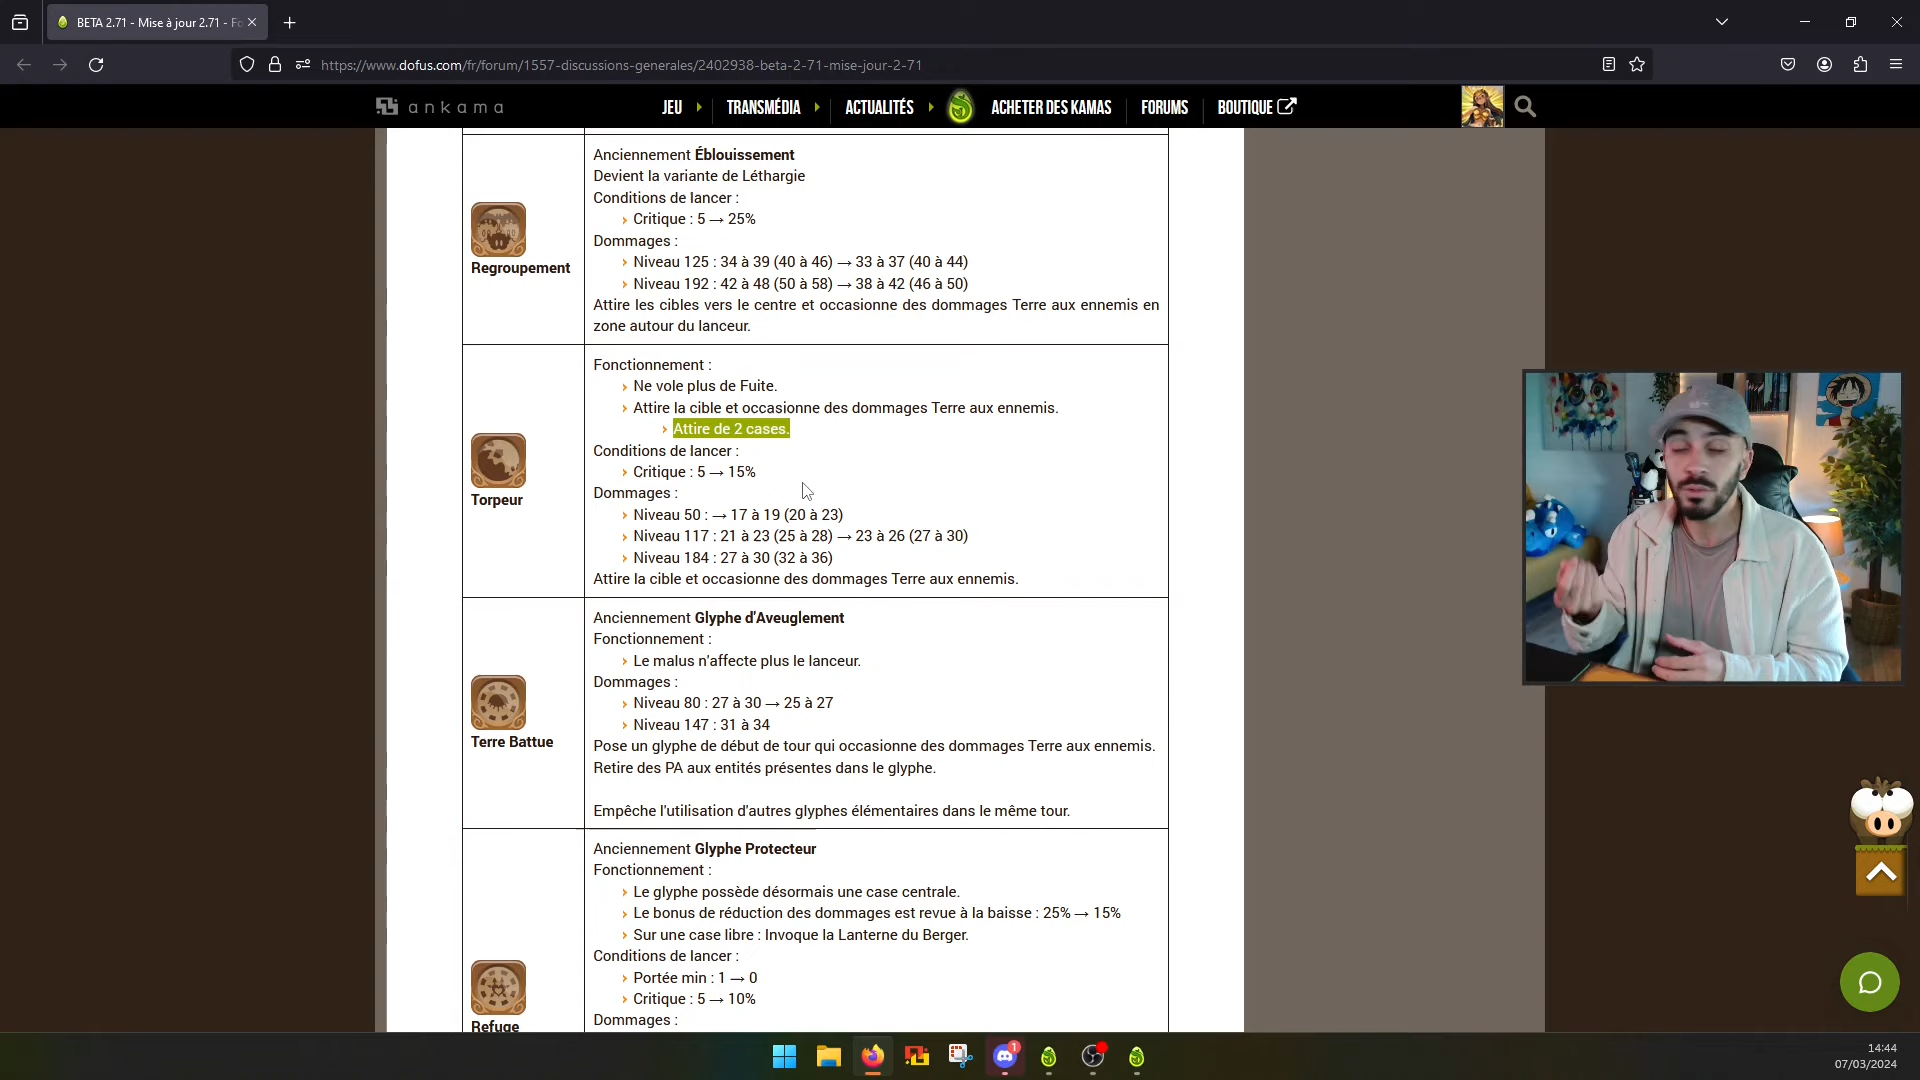 BETA 2.71 - Mise à jour 2.71 - Fo
https://www.dofus.com/fr/forum/1557-discussions-generales/2402938-beta-2-71-mise-jour-2-71
ankama
JEU
TRANSMÉDIA
ACTUALITÉS
ACHETER DES KAMAS
FORUMS
BOUTIQUE
Regroupement
Anciennement Éblouissement
Devient la variante de Léthargie
Conditions de lancer :
Critique : 5 → 25%
Dommages :
Niveau 125 : 34 à 39 (40 à 46) → 33 à 37 (40 à 44)
Niveau 192 : 42 à 48 (50 à 58) → 38 à 42 (46 à 50)
Attire les cibles vers le centre et occasionne des dommages Terre aux ennemis en
zone autour du lanceur.
Torpeur
Fonctionnement :
Ne vole plus de Fuite.
Attire la cible et occasionne des dommages Terre aux ennemis.
Attire de 2 cases.
Conditions de lancer :
Critique : 5 → 15%
Dommages :
Niveau 50 : → 17 à 19 (20 à 23)
Niveau 117 : 21 à 23 (25 à 28) → 23 à 26 (27 à 30)
Niveau 184 : 27 à 30 (32 à 36)
Attire la cible et occasionne des dommages Terre aux ennemis.
Terre Battue
Anciennement Glyphe d'Aveuglement
Fonctionnement :
Le malus n'affecte plus le lanceur.
Dommages :
Niveau 80 : 27 à 30 → 25 à 27
Niveau 147 : 31 à 34
Pose un glyphe de début de tour qui occasionne des dommages Terre aux ennemis.
Retire des PA aux entités présentes dans le glyphe.
Empêche l'utilisation d'autres glyphes élémentaires dans le même tour.
Refuge
Anciennement Glyphe Protecteur
Fonctionnement :
Le glyphe possède désormais une case centrale.
Le bonus de réduction des dommages est revue à la baisse : 25% → 15%
Sur une case libre : Invoque la Lanterne du Berger.
Conditions de lancer :
Portée min : 1 → 0
Critique : 5 → 10%
Dommages :
1
14:44
07/03/2024